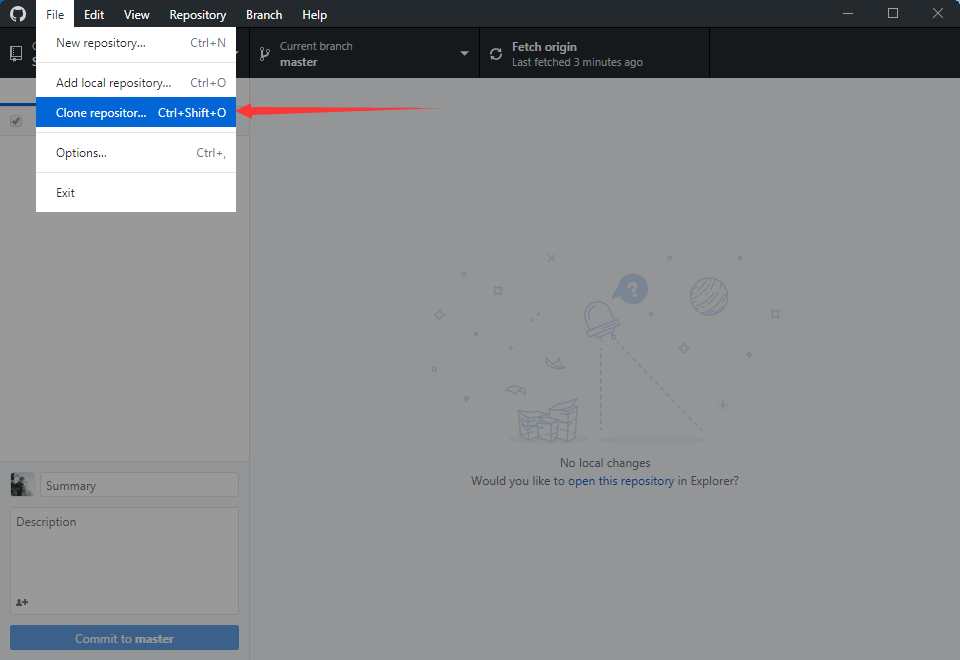 File Edit View Repository Branch Help
New repository... Ctrl+N
Add local repository... Ctrl+O
Clone repositor... Ctrl+Shift+O
Options... Ctrl+,
Exit
Current branch
master
Fetch origin
Last fetched 3 minutes ago
?
No local changes
Would you like to open this repository in Explorer?
Summary
Description
Commit to master